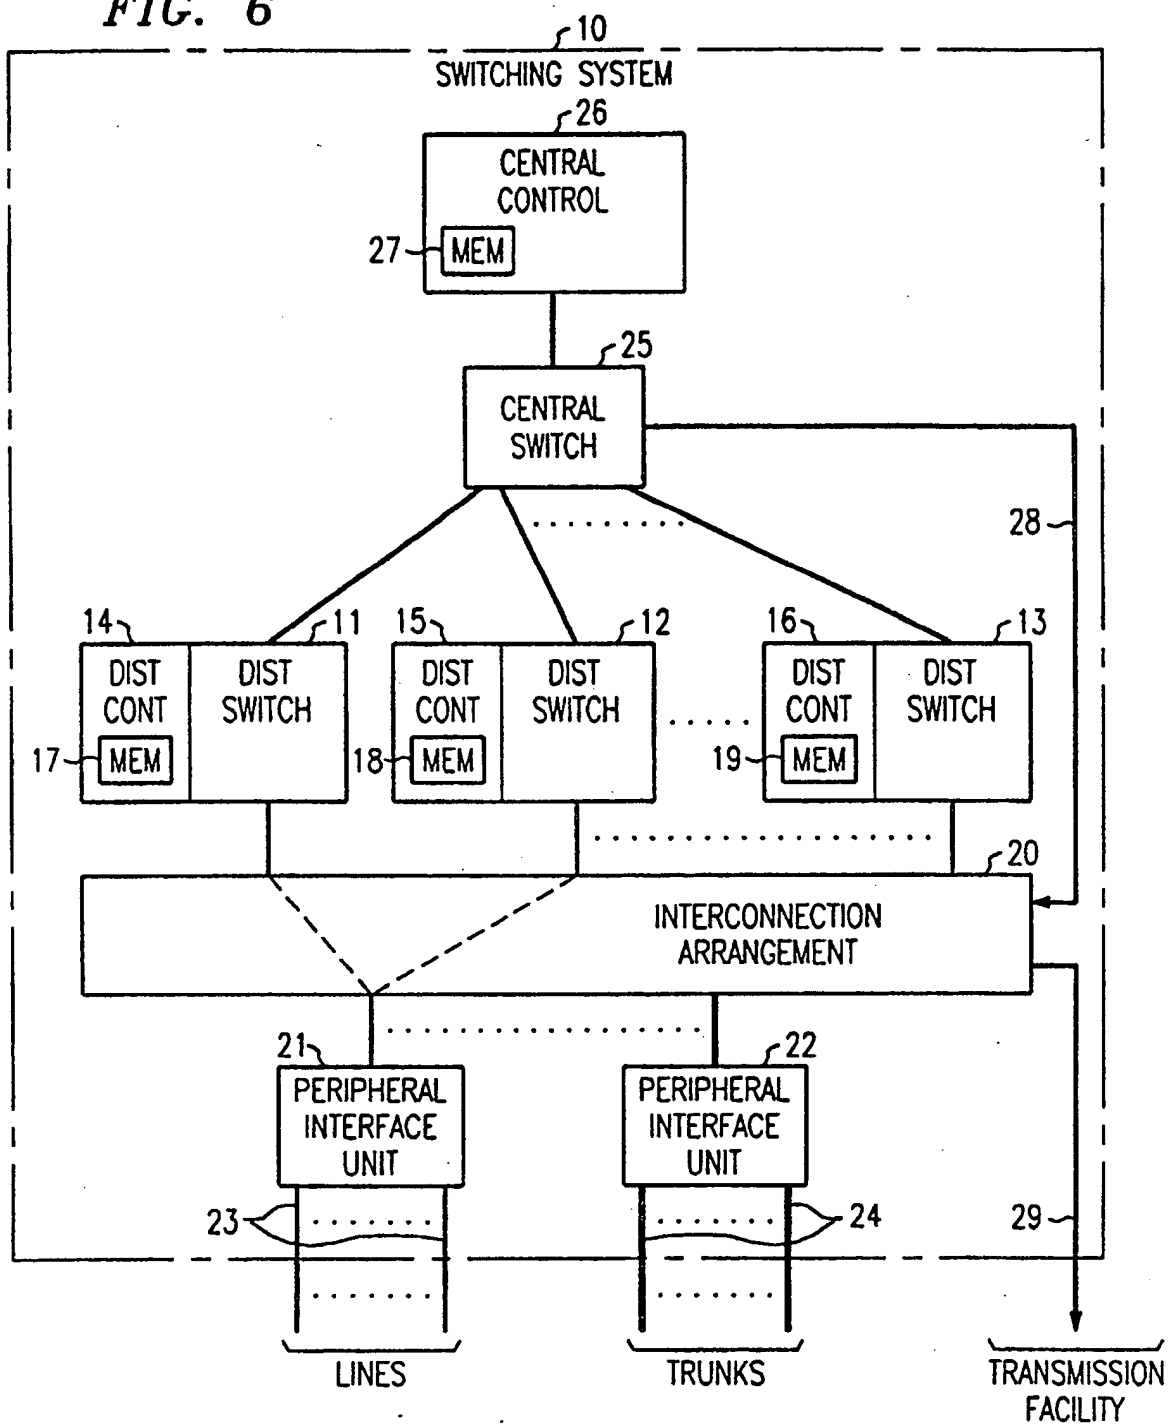 FIG. 6
10
SWITCHING SYSTEM
26
CENTRAL
CONTROL
27
MEM
25
CENTRAL
SWITCH
28
14
11
15
12
16
13
DIST
CONT
DIST
SWITCH
DIST
CONT
DIST
SWITCH
DIST
CONT
DIST
SWITCH
17
MEM
18
MEM
19
MEM
20
INTERCONNECTION
ARRANGEMENT
21
22
PERIPHERAL
INTERFACE
UNIT
PERIPHERAL
INTERFACE
UNIT
23
24
29
LINES
TRUNKS
TRANSMISSION
FACILITY